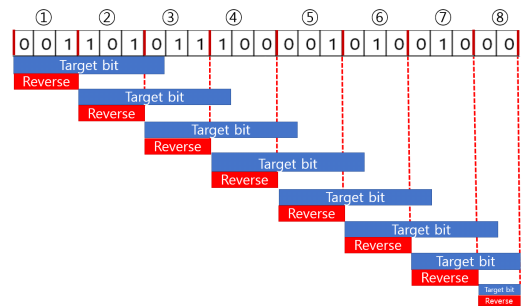 ① ② ③ ④ ⑤ ⑥ ⑦ ⑧
0 0 1 1 0 1 0 1 1 1 0 0 0 0 1 0 1 0 0 1 0 0 0
Target bit
Reverse
Target bit
Reverse
Target bit
Reverse
Target bit
Reverse
Target bit
Reverse
Target bit
Reverse
Target bit
Reverse
Target bit
Reverse